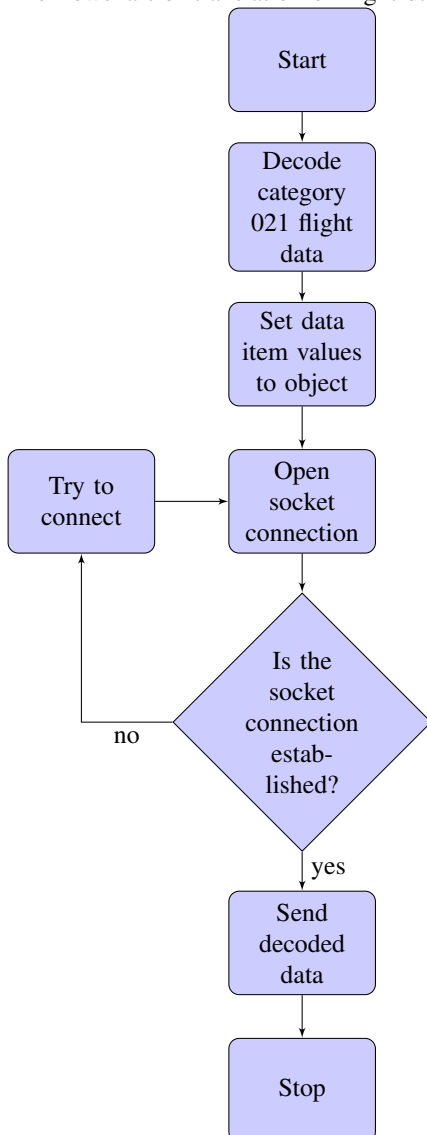 Start
Decode
category
021 flight
data
Set data
item values
to object
Try to
connect
Open
socket
connection
Is the
socket
connection
estab-
lished?
no
yes
Send
decoded
data
Stop